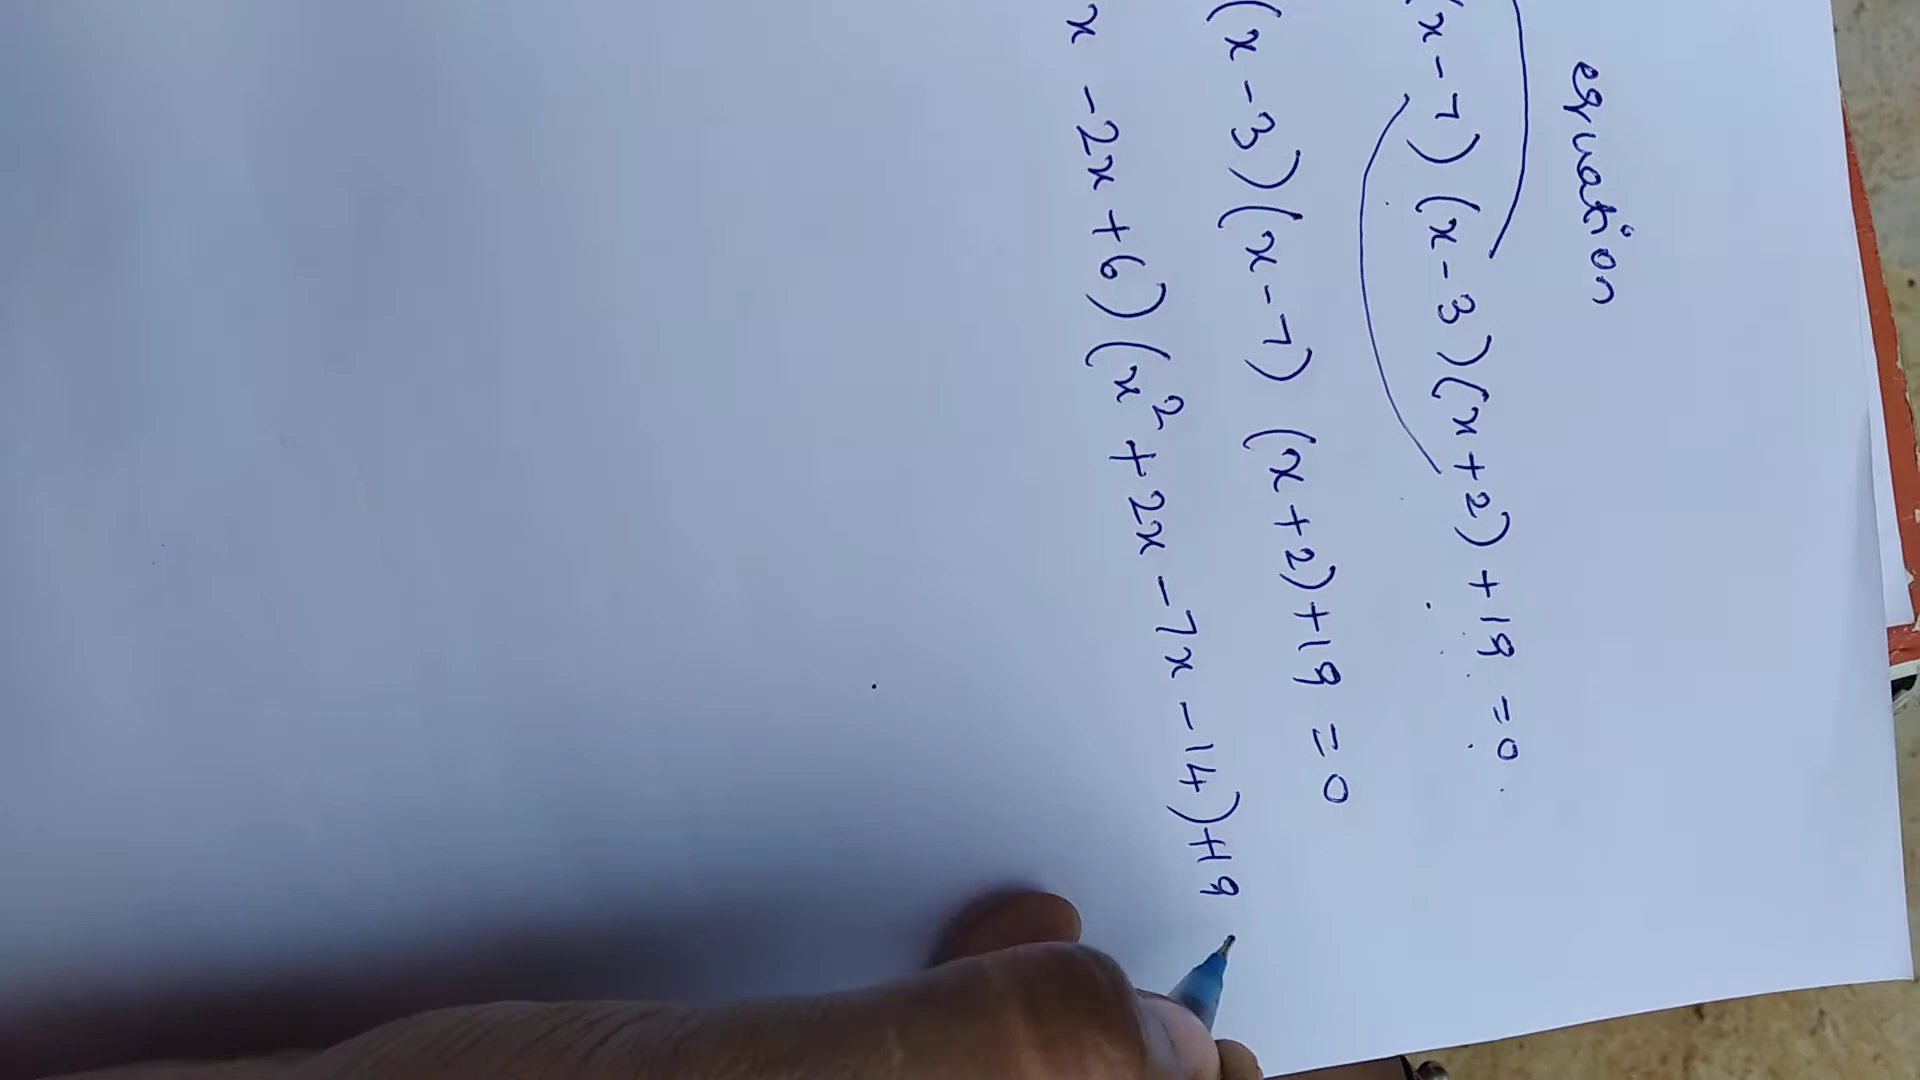 equation
(x-7)(x-3)(x+2)+19=0
(x-3)(x-7)(x+2)+19=0
x-2x+6)(x²+2x-7x-14)+19